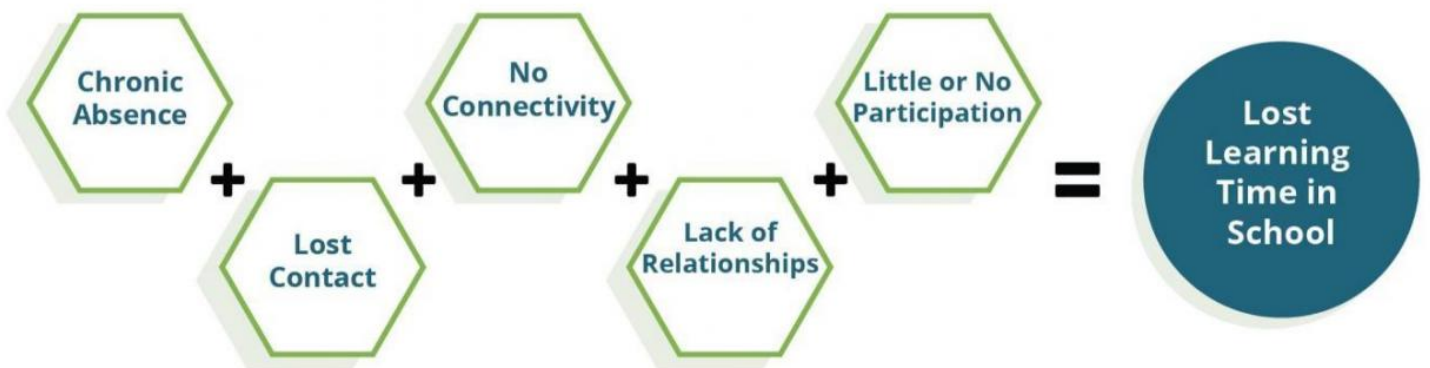 Chronic
Absence
+
Lost
Contact
+
No
Connectivity
+
Lack of
Relationships
+
Little or No
Participation
=
Lost
Learning
Time in
School